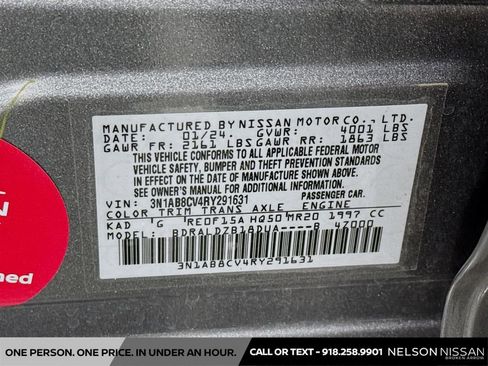 MANUFACTURED BY NISSAN MOTOR CO., LTD.
DATE: 01/24. GVWR: 4001 LBS
GAWR FR: 2161 LBS GAWR RR: 1863 LBS
THIS VEHICLE CONFORMS TO ALL APPLICABLE FEDERAL MOTOR
VEHICLE SAFETY, BUMPER, AND THEFT PREVENTION STANDARDS
IN EFFECT ON THE DATE OF MANUFACTURE SHOWN ABOVE.
SEE OWNER'S MANUAL FOR ADDITIONAL INFORMATION.
PASSENGER CAR.
VIN: 3N1AB8CV4RY291631
COLOR TRIM TRANS AXLE ENGINE
KAD G RE0F15A HQ50 MR20 1997 CC
BDRALDZB18DUA----B 47000
3N1AB8CV4RY291631
N
ned
ONE PERSON. ONE PRICE. IN UNDER AN HOUR.
CALL OR TEXT - 918.258.9901
NELSON NISSAN
BROKEN ARROW